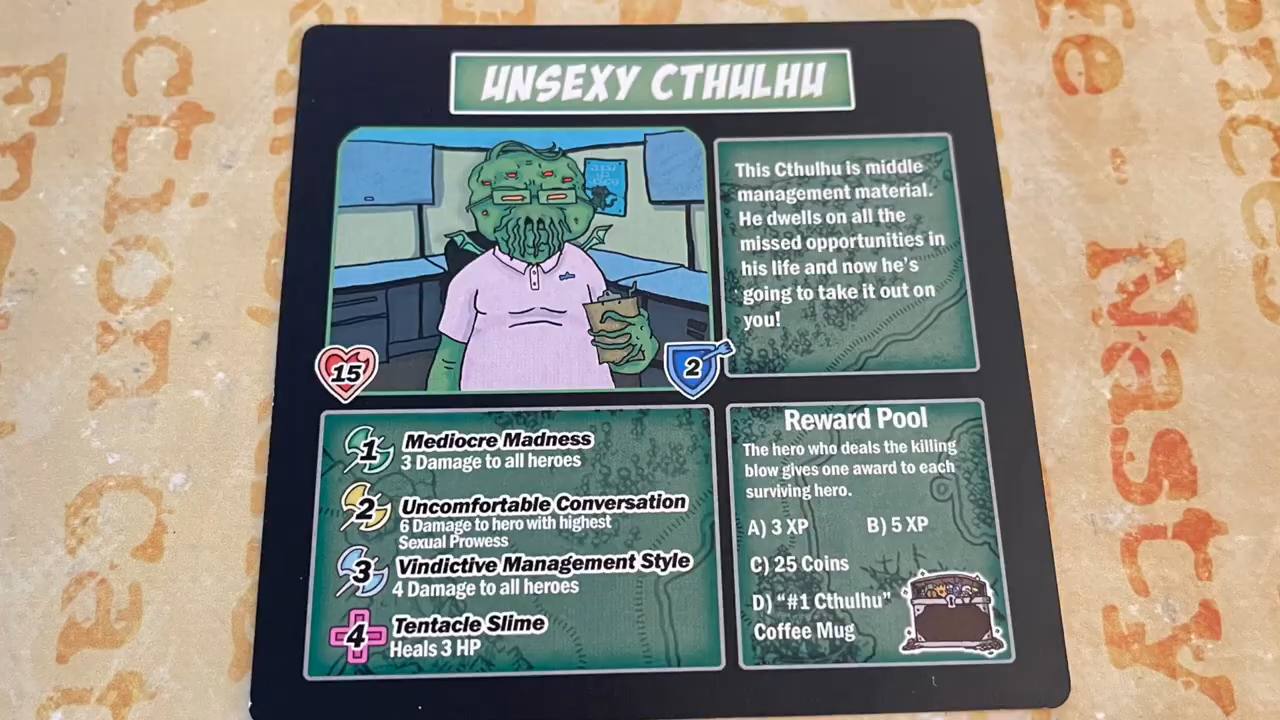 UNSEXY CTHULHU
This Cthulhu is middle
management material.
He dwells on all the
missed opportunities in
his life and now he's
going to take it out on
you!
15
2
1 Mediocre Madness
3 Damage to all heroes
2 Uncomfortable Conversation
6 Damage to hero with highest
Sexual Prowess
3 Vindictive Management Style
4 Damage to all heroes
4 Tentacle Slime
Heals 3 HP
Reward Pool
The hero who deals the killing
blow gives one award to each
surviving hero.
A) 3 XP B) 5 XP
C) 25 Coins
D) "#1 Cthulhu"
Coffee Mug
Nasty